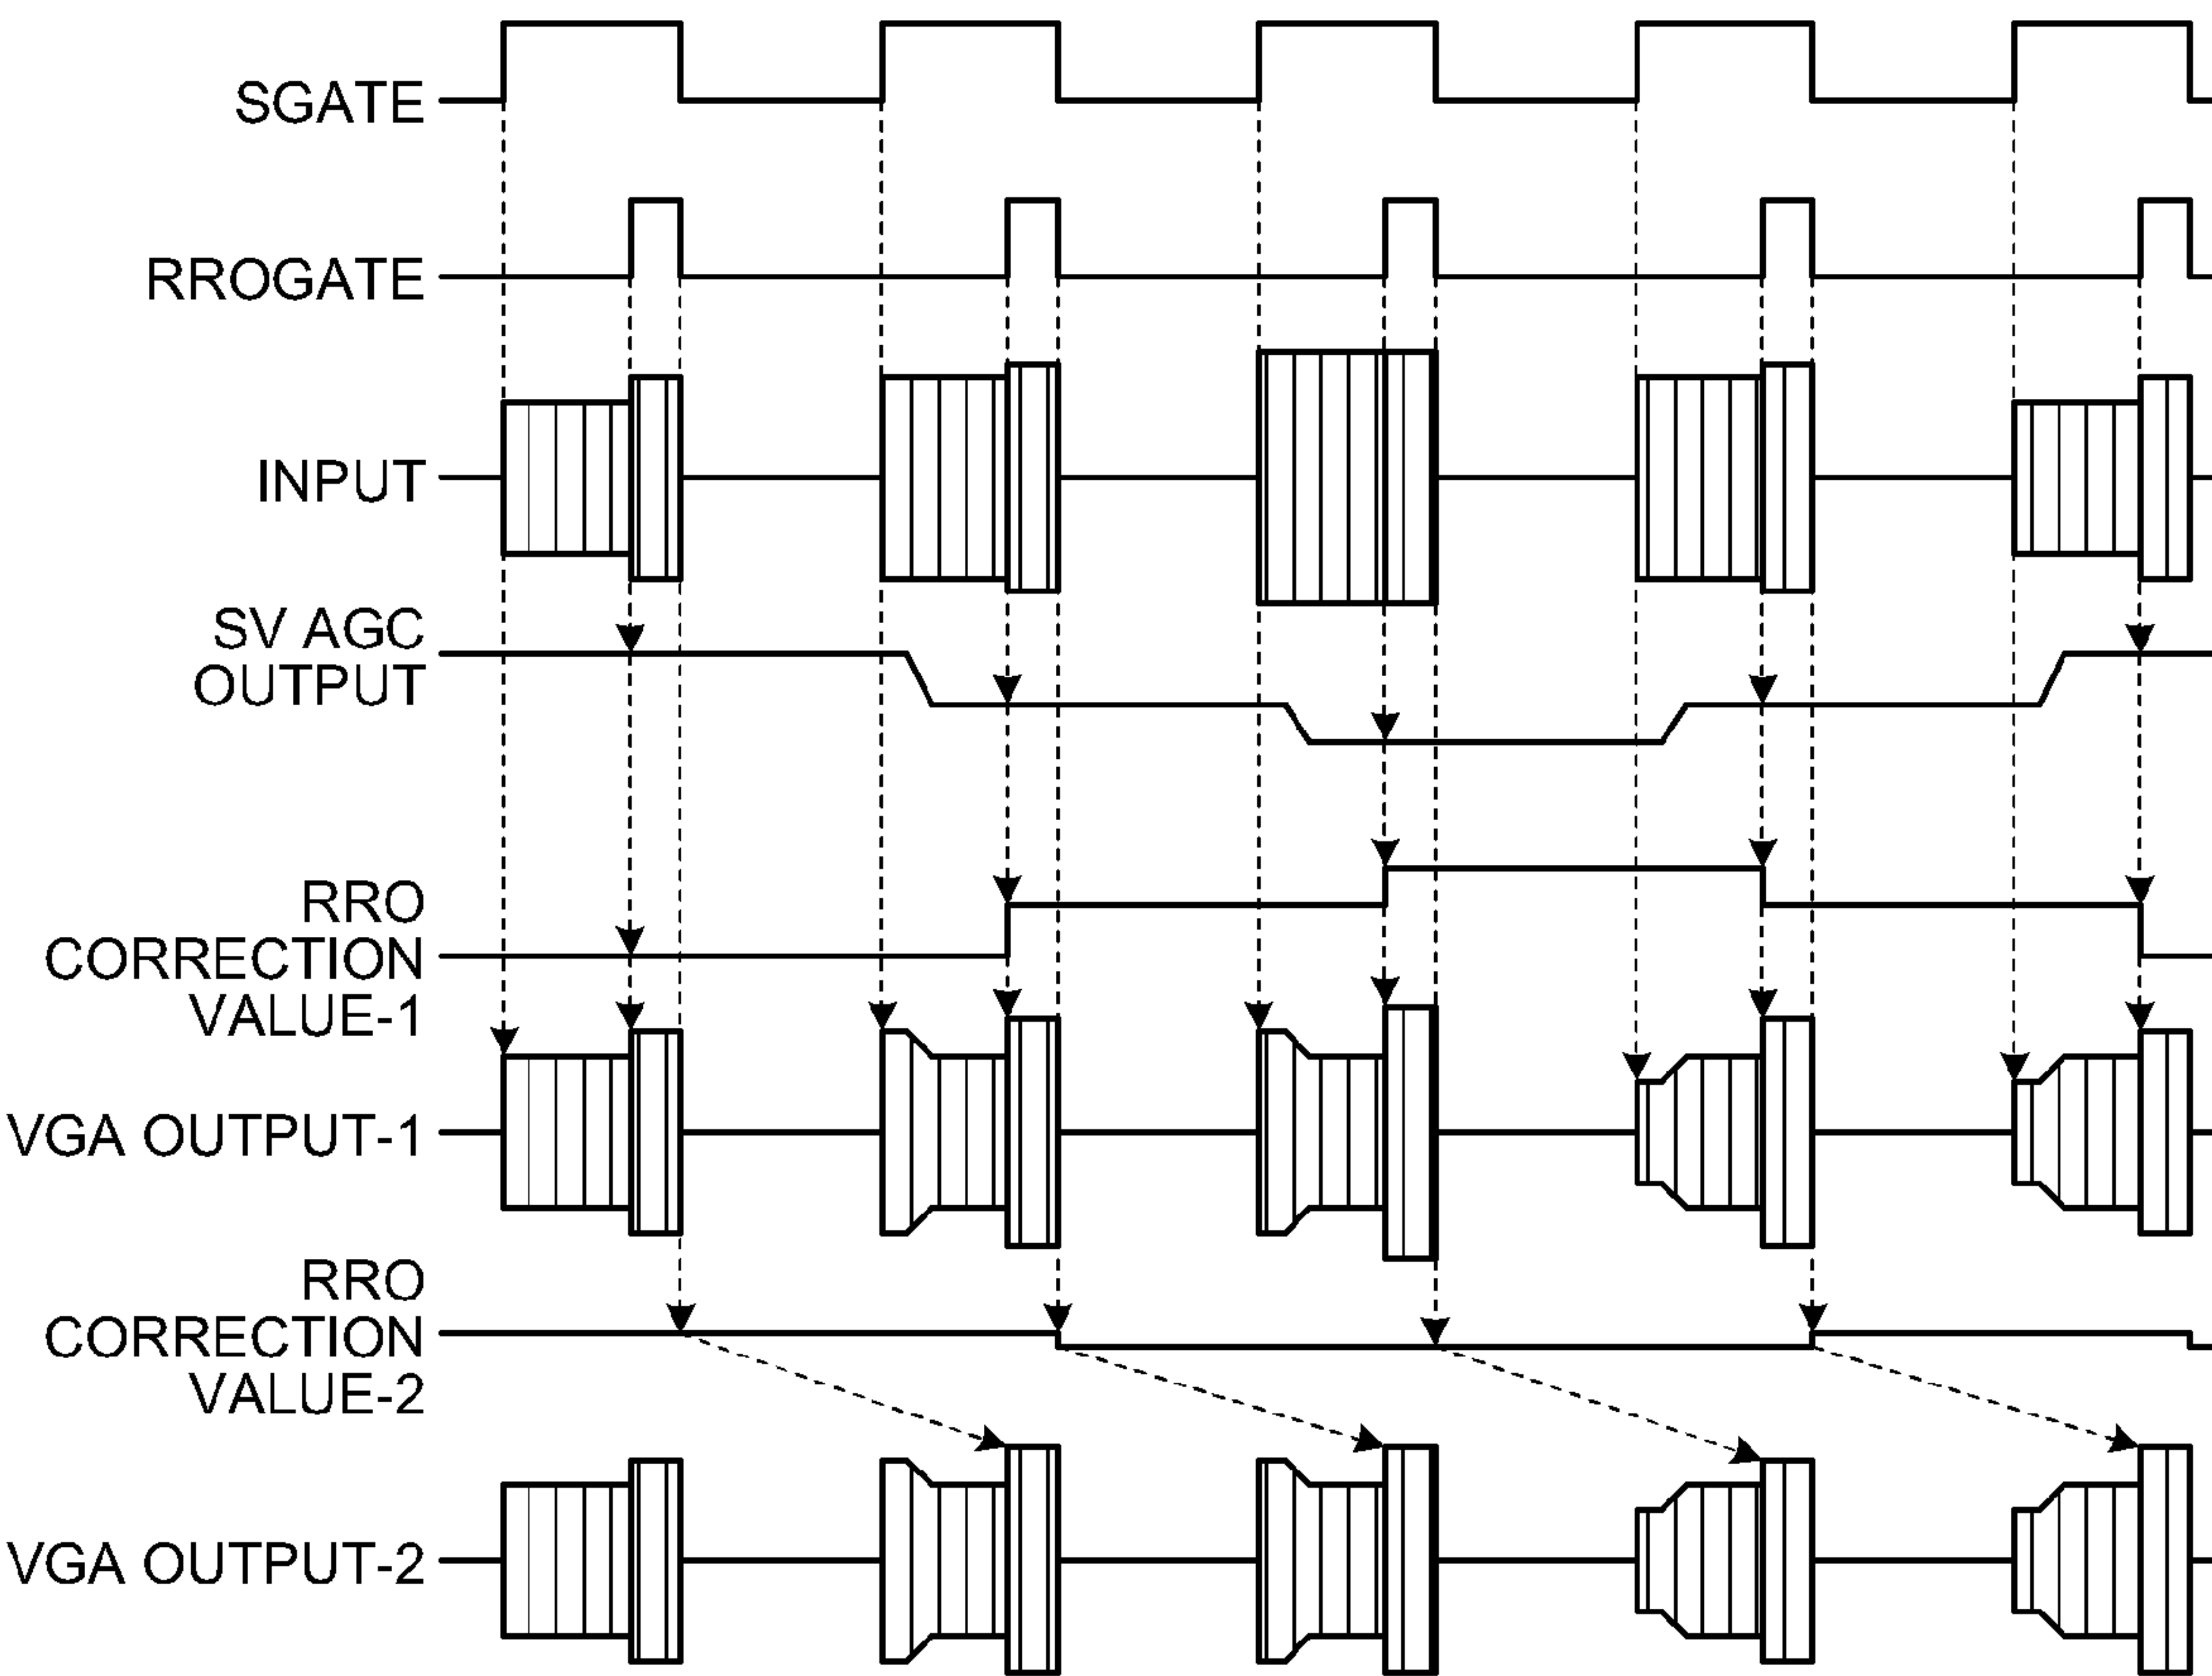 SGATE
RROGATE
INPUT
SV AGC
OUTPUT
RRO
CORRECTION
VALUE-1
VGA OUTPUT-1
RRO
CORRECTION
VALUE-2
VGA OUTPUT-2